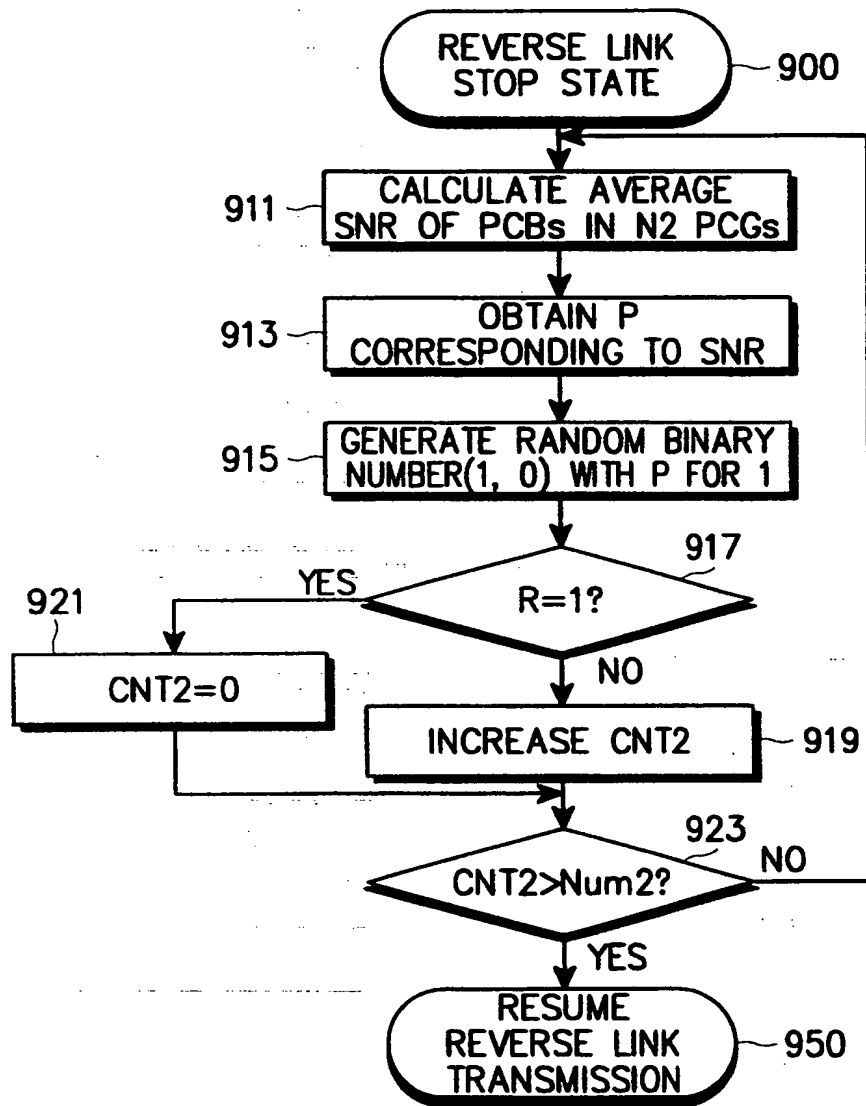 REVERSE LINK
STOP STATE
900
911
CALCULATE AVERAGE
SNR OF PCBs IN N2 PCGs
913
OBTAIN P
CORRESPONDING TO SNR
915
GENERATE RANDOM BINARY
NUMBER(1, 0) WITH P FOR 1
917
R=1?
YES
921
CNT2=0
NO
INCREASE CNT2
919
923
CNT2>Num2?
NO
YES
RESUME
REVERSE LINK
TRANSMISSION
950